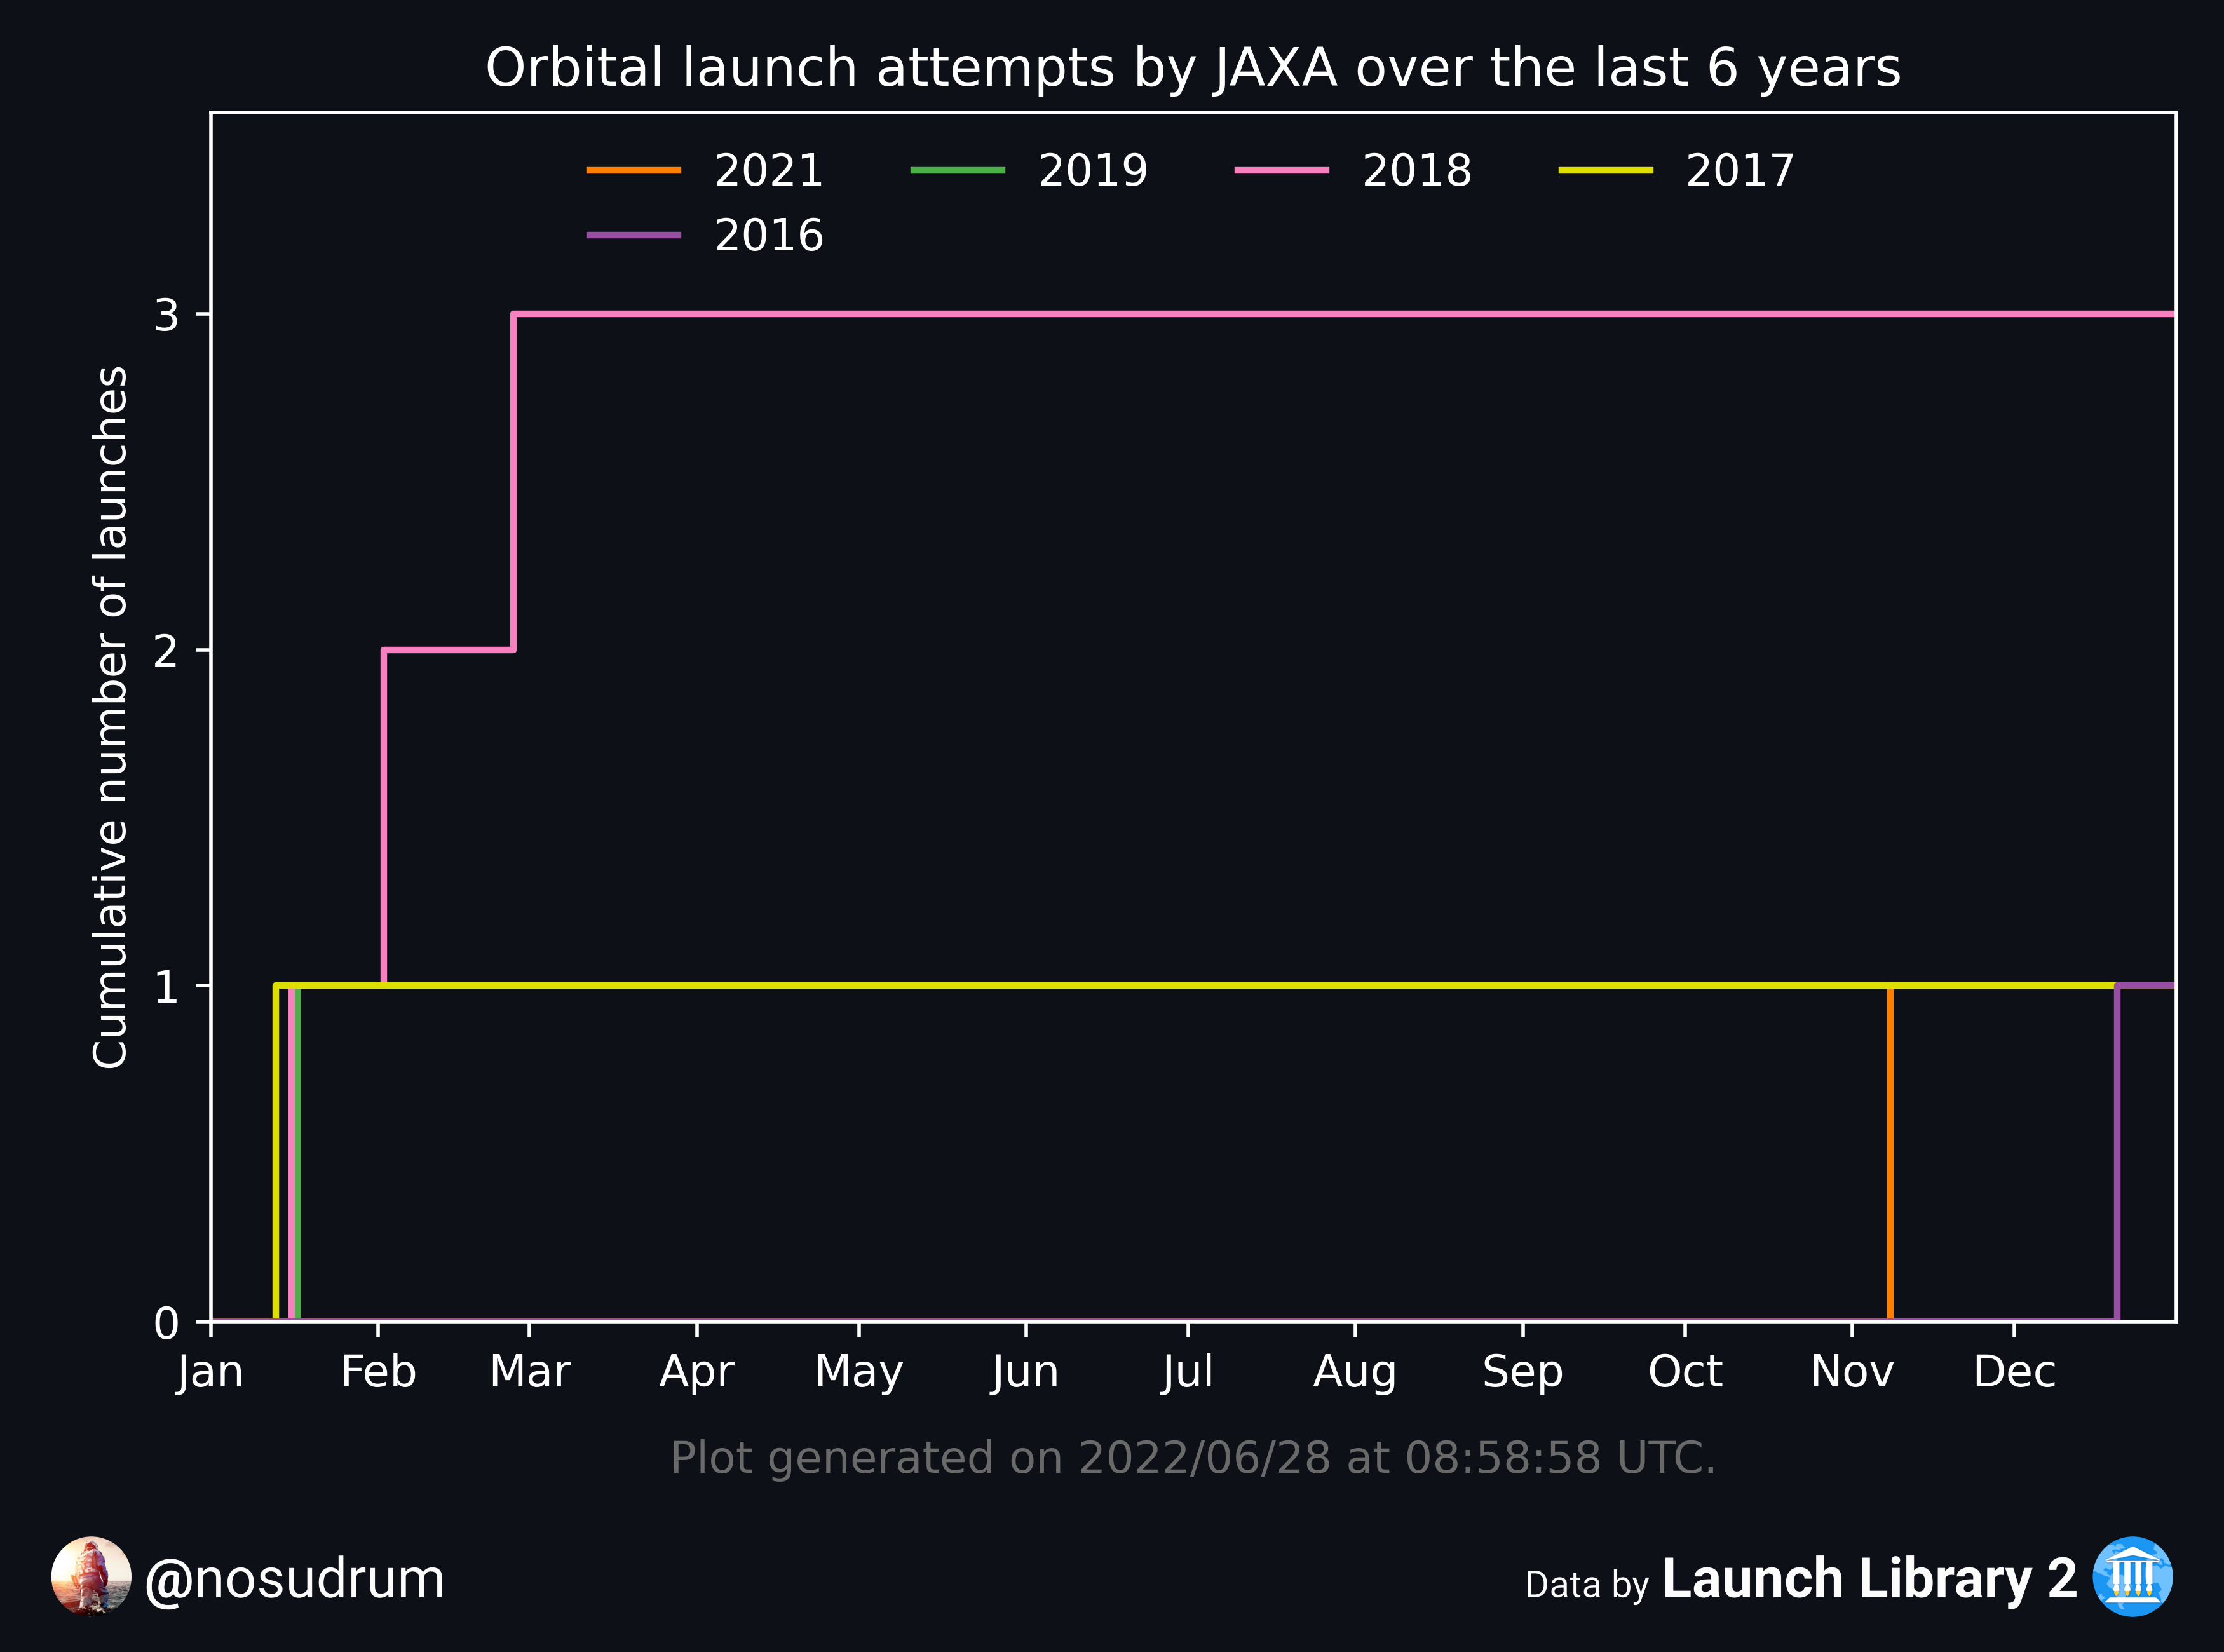 Orbital launch attempts by JAXA over the last 6 years
2021 2019 2018 2017
2016
Cumulative number of launches
3
2
1
0
Jan Feb Mar Apr May Jun Jul Aug Sep Oct Nov Dec
Plot generated on 2022/06/28 at 08:58:58 UTC.
@nosudrum
Data by Launch Library 2